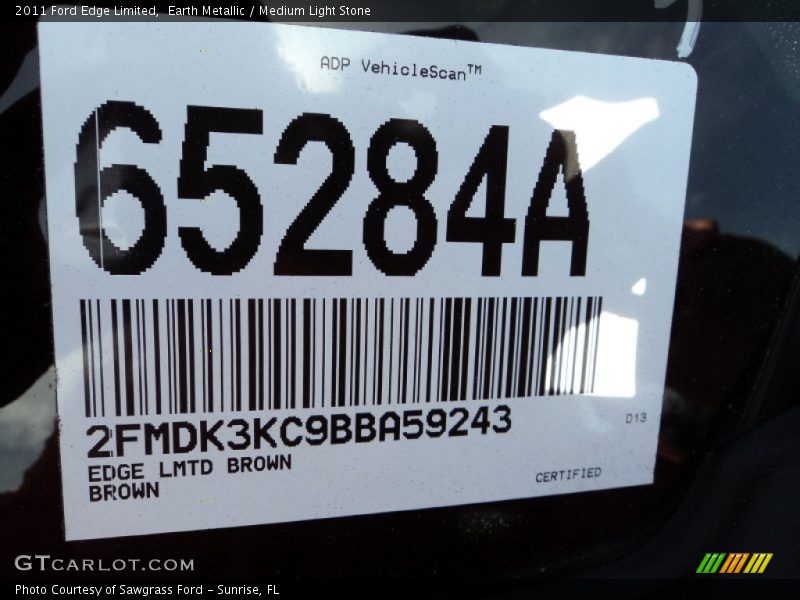 2011 Ford Edge Limited,  Earth Metallic / Medium Light Stone
ADP VehicleScan™
65284A
2FMDK3KC9BBA59243
D13
EDGE LMTD BROWN
BROWN
CERTIFIED
GTCARLOT.COM
Photo Courtesy of Sawgrass Ford – Sunrise, FL